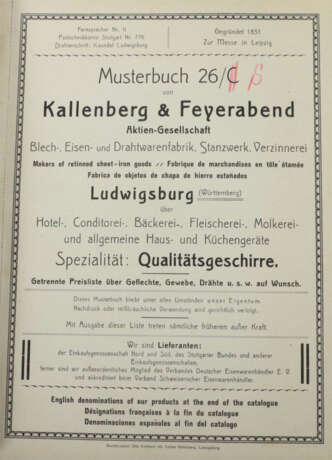 Fernsprecher Nr. 11
Postscheckkonto: Stuttgart Nr. 776
Drahtanschrift: Kauendel Ludwigsburg
Gegründet 1831
Zur Messe in Leipzig
Musterbuch 26/C
von
Kallenberg & Feyerabend
Aktien-Gesellschaft
Blech-, Eisen- und Drahtwarenfabrik, Stanzwerk, Verzinnerei
Makers of retinned sheet-iron goods // Fabrique de marchandises en tôle étamée
Fabrica de objetos de chapa de hierro estañados
Ludwigsburg (Württemberg)
über
Hotel-, Conditorei-, Bäckerei-, Fleischerei, Molkerei-
und allgemeine Haus- und Küchengeräte
Spezialität: Qualitätsgeschirre.
Getrennte Preisliste über Geflechte, Gewebe, Drähte u. s. w. auf Wunsch.
Dieses Musterbuch bleibt unter allen Umständen unser Eigentum.
Nachdruck oder mißbräuchliche Verwendung wird gerichtlich verfolgt.
Mit Ausgabe dieser Liste treten sämtliche früheren außer Kraft.
Wir sind Lieferanten:
der Einkaufsgenossenschaft Nord und Süd, des Stuttgarter Bundes und anderer
Einkaufsgenossenschaften,
ferner sind wir außerordentliches Mitglied des Verbandes Deutscher Eisenwarenhändler E. V.
und akkreditiert beim Verband Schweizerischer Eisenwarenhändler.
English denominations of our products at the end of the catalogue
Désignations françaises à la fin du catalogue
Denominaciones españolas al final del catalogo